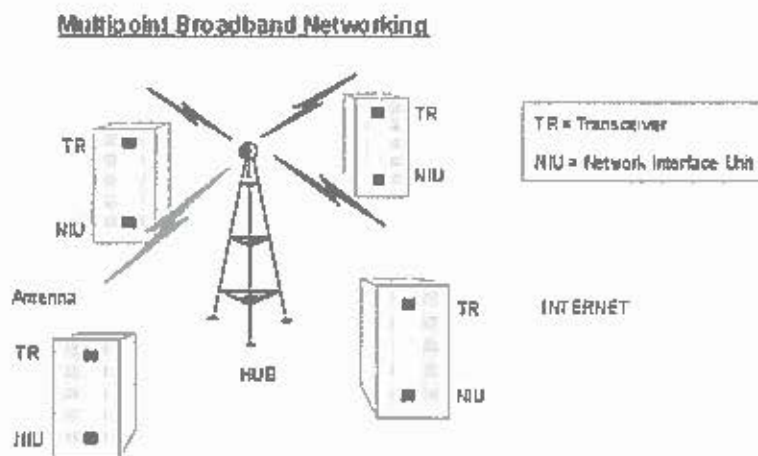 Multipoint Broadband Networking
TR
NIU
TR
NIU
TR = Transceiver
NIU = Network Interface Unit
Antenna
TR
NIU
HUB
TR
NIU
INTERNET